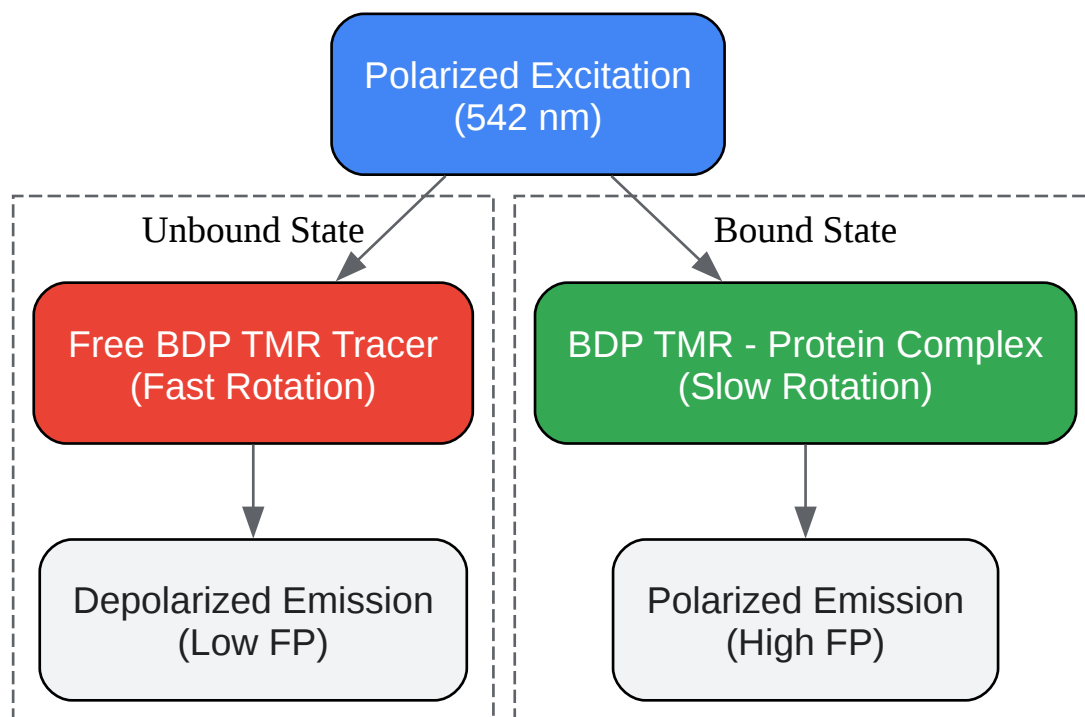 Polarized Excitation
(542 nm)
Unbound State
Bound State
Free BDP TMR Tracer
(Fast Rotation)
BDP TMR - Protein Complex
(Slow Rotation)
Depolarized Emission
(Low FP)
Polarized Emission
(High FP)